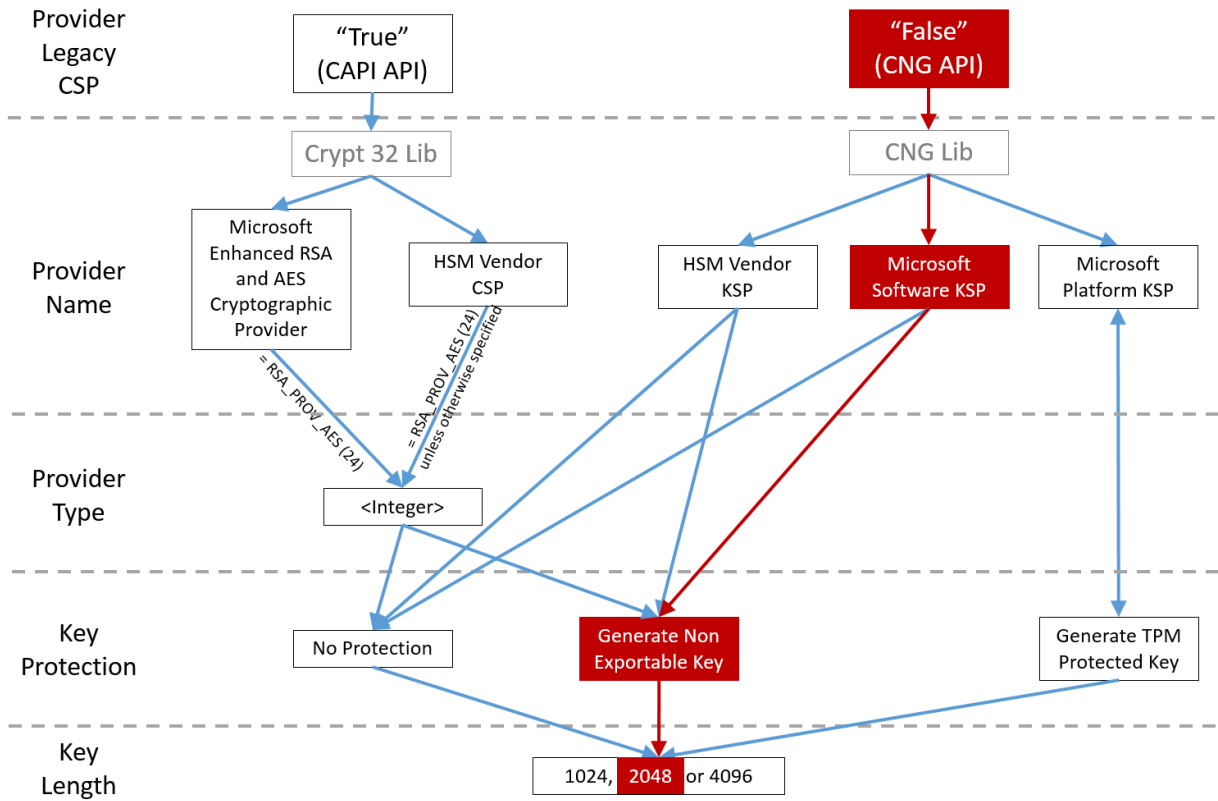 Provider
Legacy
CSP
“True”
(CAPI API)
“False”
(CNG API)
Crypt 32 Lib
CNG Lib
Provider
Name
Microsoft
Enhanced RSA
and AES
Cryptographic
Provider
HSM Vendor
CSP
HSM Vendor
KSP
Microsoft
Software KSP
Microsoft
Platform KSP
= RSA_PROV_AES (24)
= RSA_PROV_AES (24)
unless otherwise specified
Provider
Type
<Integer>
Key
Protection
No Protection
Generate Non
Exportable Key
Generate TPM
Protected Key
Key
Length
1024, 2048 or 4096